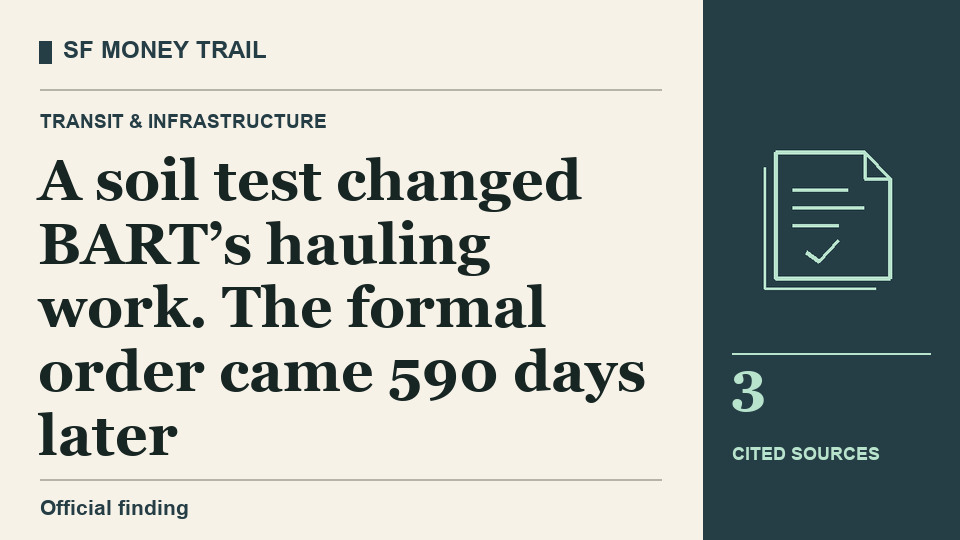 SF MONEY TRAIL
TRANSIT & INFRASTRUCTURE
A soil test changed
BART’s hauling
work. The formal
order came 590 days
later
Official finding
3
CITED SOURCES